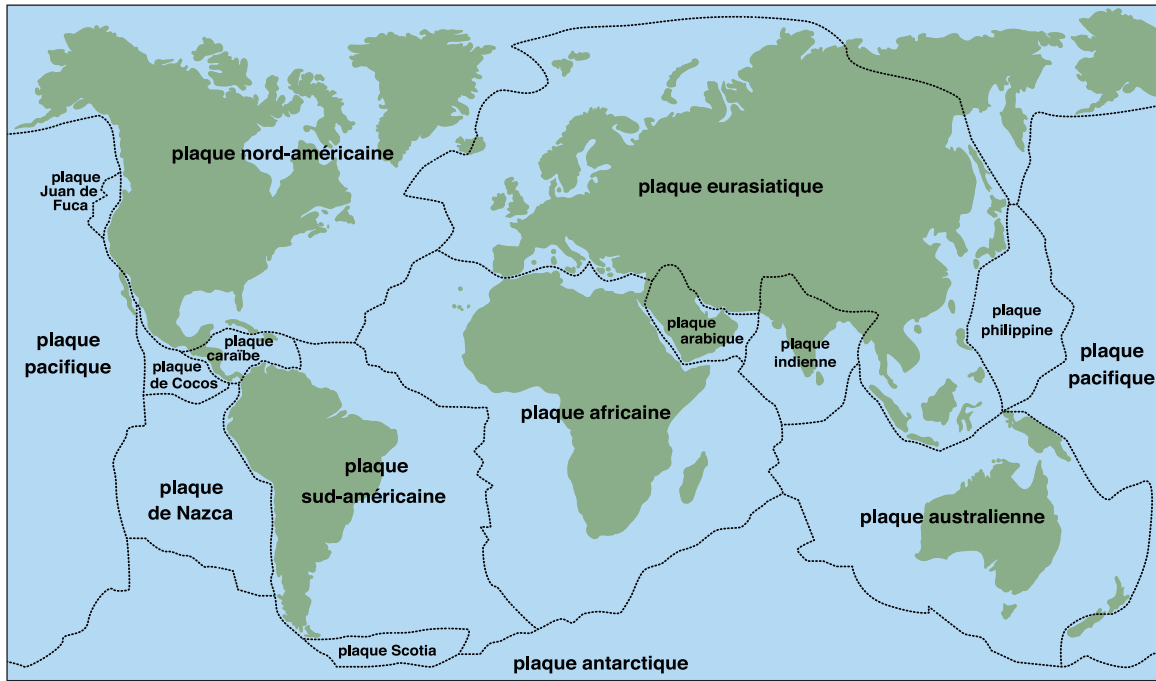 plaque nord-américaine
plaque
Juan de
Fuca
plaque eurasiatique
plaque
pacifique
plaque
caraïbe
plaque
de Cocos
plaque
arabique
plaque
indienne
plaque
philippine
plaque
pacifique
plaque africaine
plaque
de Nazca
plaque
sud-américaine
plaque australienne
plaque Scotia
plaque antarctique